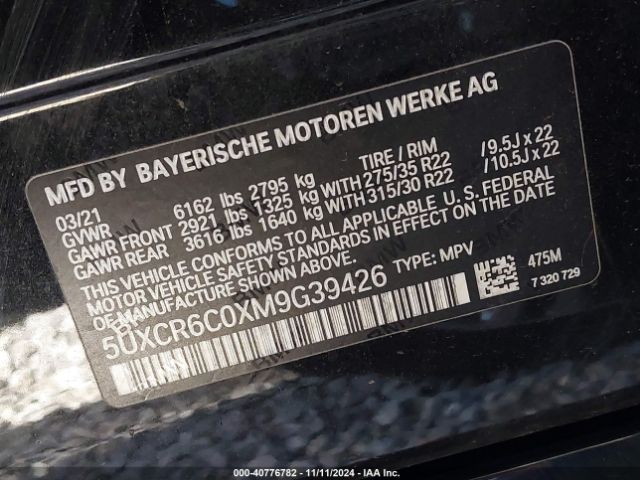 MFD BY BAYERISCHE MOTOREN WERKE AG
03/21
GVWR 6162 lbs 2795 kg TIRE / RIM
GAWR FRONT 2921 lbs 1325 kg WITH 275/35 R22 /9.5J x 22
GAWR REAR 3616 lbs 1640 kg WITH 315/30 R22 /10.5J x 22
THIS VEHICLE CONFORMS TO ALL APPLICABLE U. S. FEDERAL
MOTOR VEHICLE SAFETY STANDARDS IN EFFECT ON THE DATE
OF MANUFACTURE SHOWN ABOVE.
5UXCR6C0XM9G39426 TYPE: MPV
475M
7 320 729
000-40776782 - 11/11/2024 - IAA Inc.